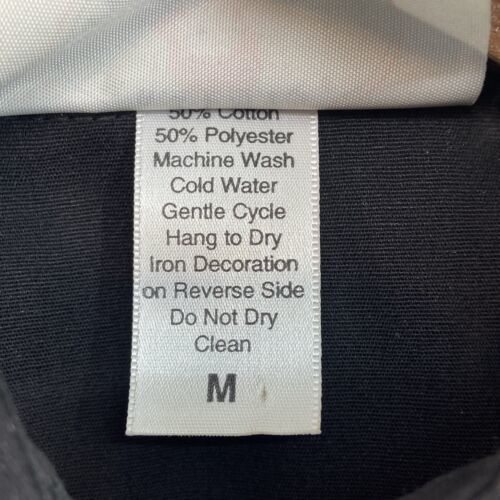 50% Cotton
50% Polyester
Machine Wash
Cold Water
Gentle Cycle
Hang to Dry
Iron Decoration
on Reverse Side
Do Not Dry
Clean
M